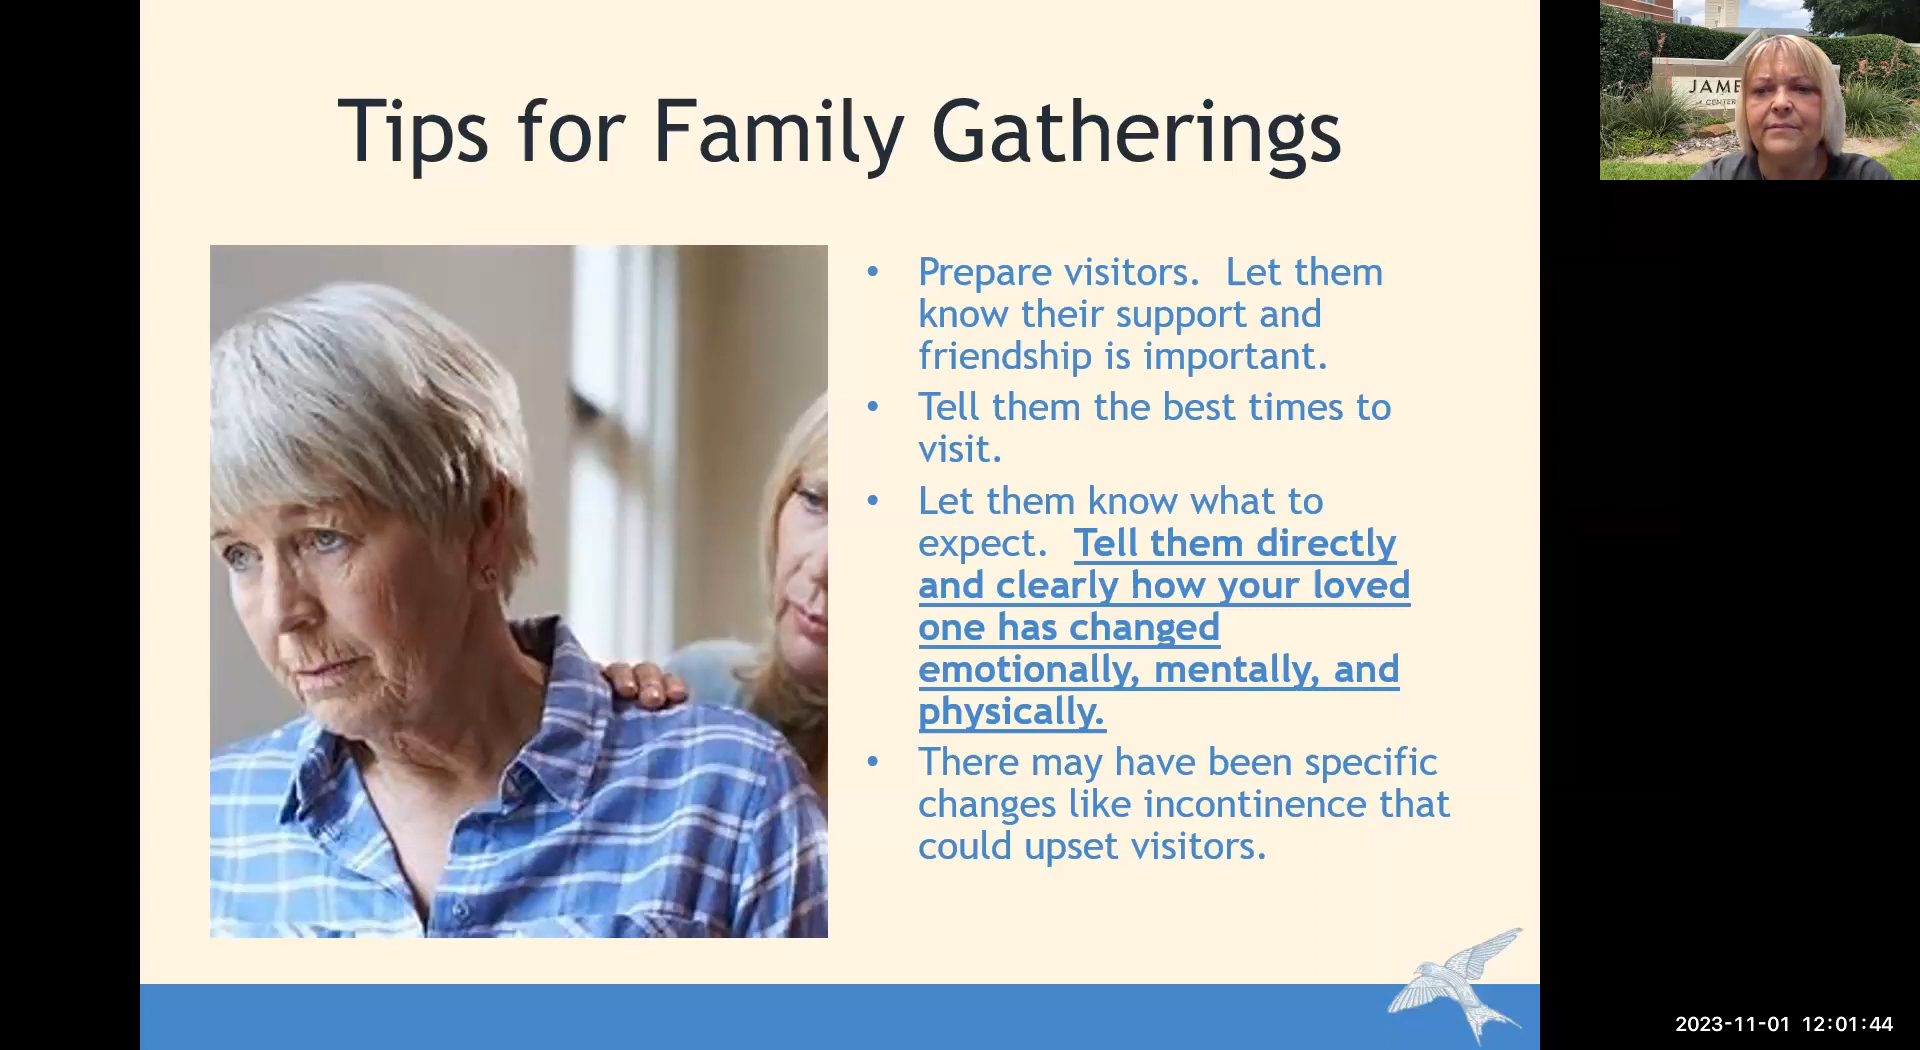 Tips for Family Gatherings
• Prepare visitors.  Let them
know their support and
friendship is important.
• Tell them the best times to
visit.
• Let them know what to
expect.  Tell them directly
and clearly how your loved
one has changed
emotionally, mentally, and
physically.
• There may have been specific
changes like incontinence that
could upset visitors.
JAME
CENTER
2023-11-01 12:01:44